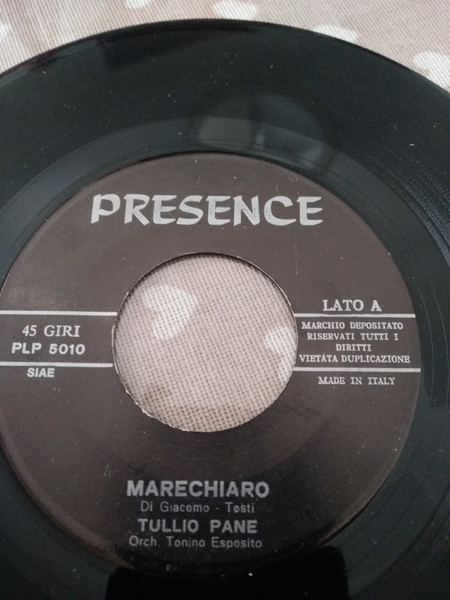 PRESENCE
45 GIRI
PLP 5010
SIAE
LATO A
MARCHIO DEPOSITATO
RISERVATI TUTTI I
DIRITTI
VIETATA DUPLICAZIONE
MADE IN ITALY
MARECHIARO
Di Giacomo - Tosti
TULLIO PANE
Orch. Tonino Esposito